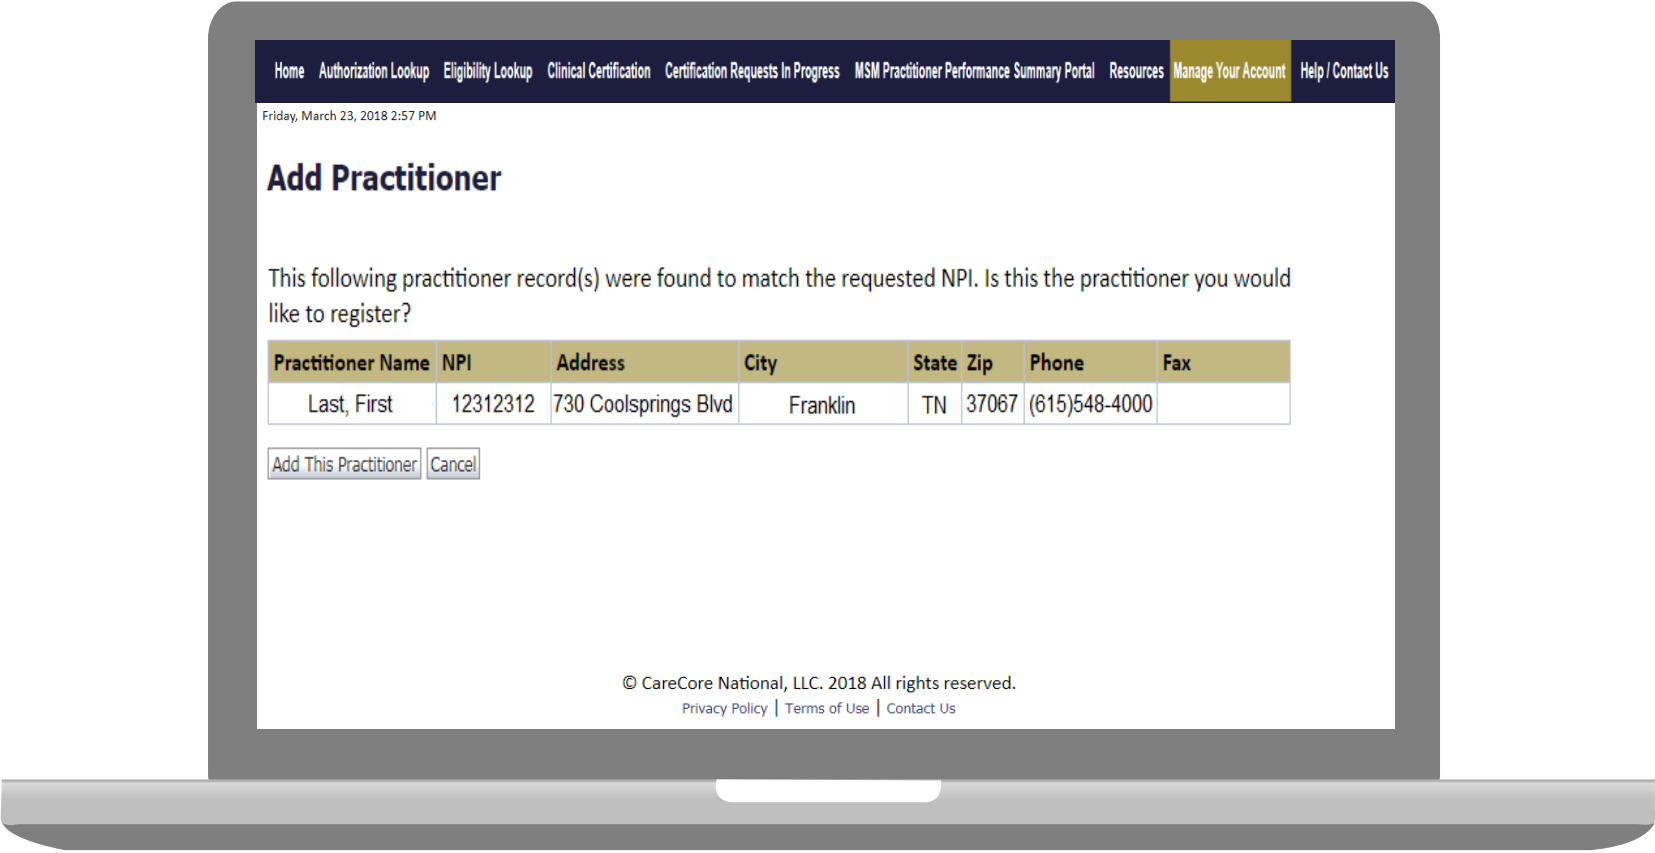 Home Authorization Lookup Eligibility Lookup Clinical Certification Certification Requests In Progress MSM Practitioner Performance Summary Portal Resources Manage Your Account Help / Contact Us
Friday, March 23, 2018 2:57 PM
Add Practitioner
This following practitioner record(s) were found to match the requested NPI. Is this the practitioner you would
like to register?
Practitioner Name NPI Address City State Zip Phone Fax
Last, First 12312312 730 Coolsprings Blvd Franklin TN 37067 (615)548-4000
Add This Practitioner Cancel
© CareCore National, LLC. 2018 All rights reserved.
Privacy Policy | Terms of Use | Contact Us